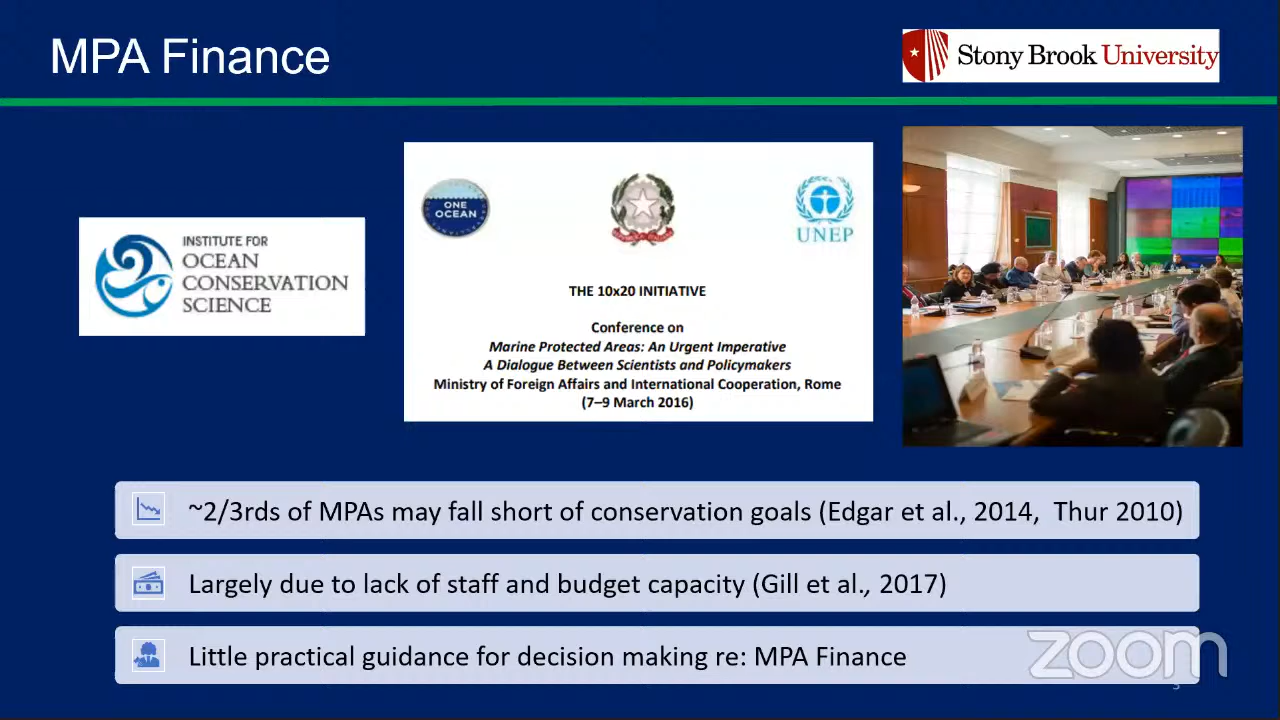 MPA Finance
Stony Brook University
INSTITUTE FOR
OCEAN
CONSERVATION
SCIENCE
ONE
OCEAN
UNEP
THE 10x20 INITIATIVE
Conference on
Marine Protected Areas: An Urgent Imperative
A Dialogue Between Scientists and Policymakers
Ministry of Foreign Affairs and International Cooperation, Rome
(7–9 March 2016)
~2/3rds of MPAs may fall short of conservation goals (Edgar et al., 2014, Thur 2010)
Largely due to lack of staff and budget capacity (Gill et al., 2017)
Little practical guidance for decision making re: MPA Finance
zoom